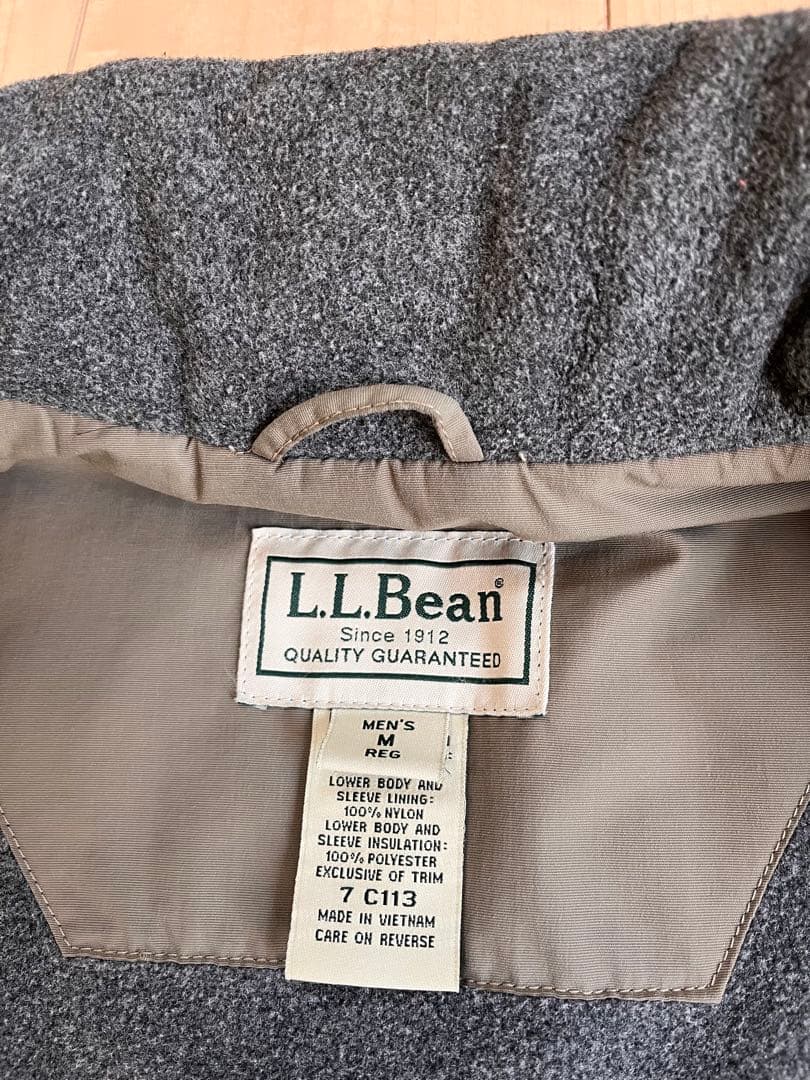 L.L.Bean®
Since 1912
QUALITY GUARANTEED
MEN'S
M
REG
LOWER BODY AND
SLEEVE LINING:
100% NYLON
LOWER BODY AND
SLEEVE INSULATION:
100% POLYESTER
EXCLUSIVE OF TRIM
7 C113
MADE IN VIETNAM
CARE ON REVERSE